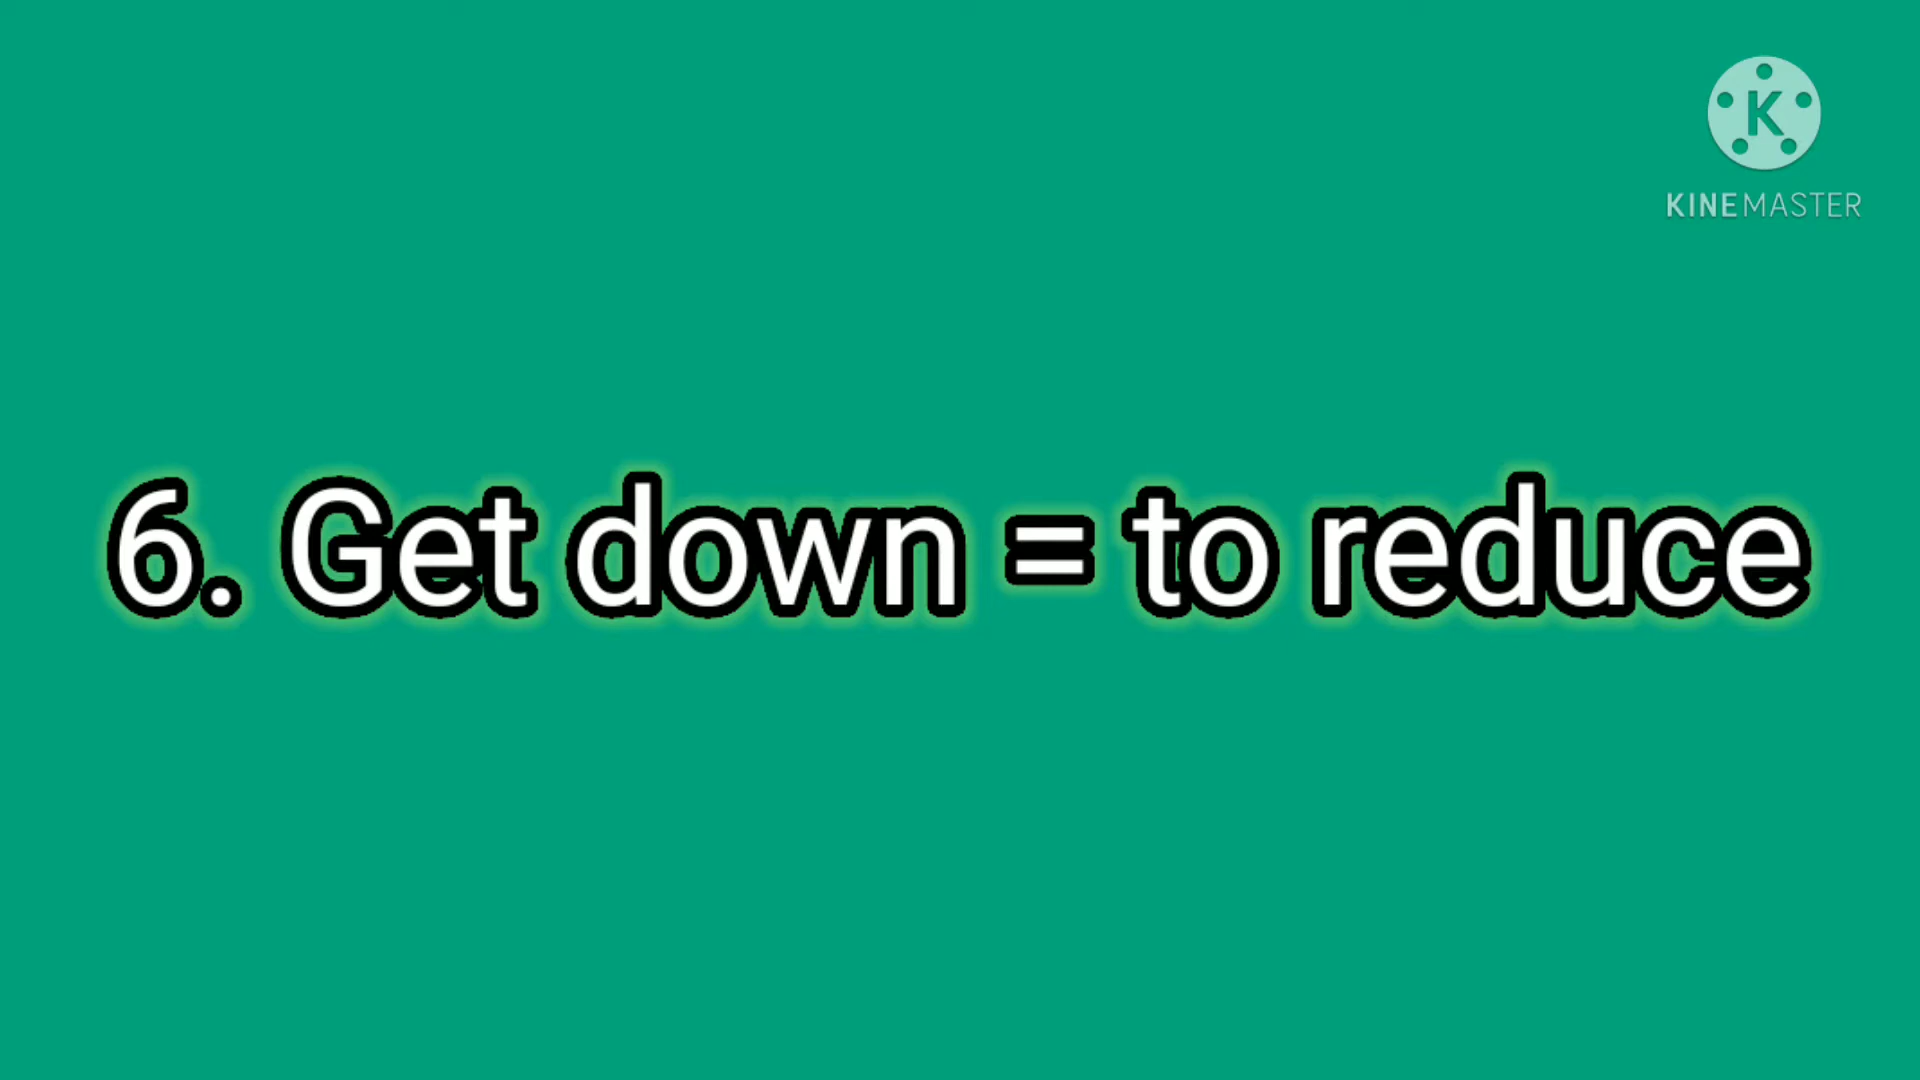 K
KINEMASTER
6. Get down = to reduce